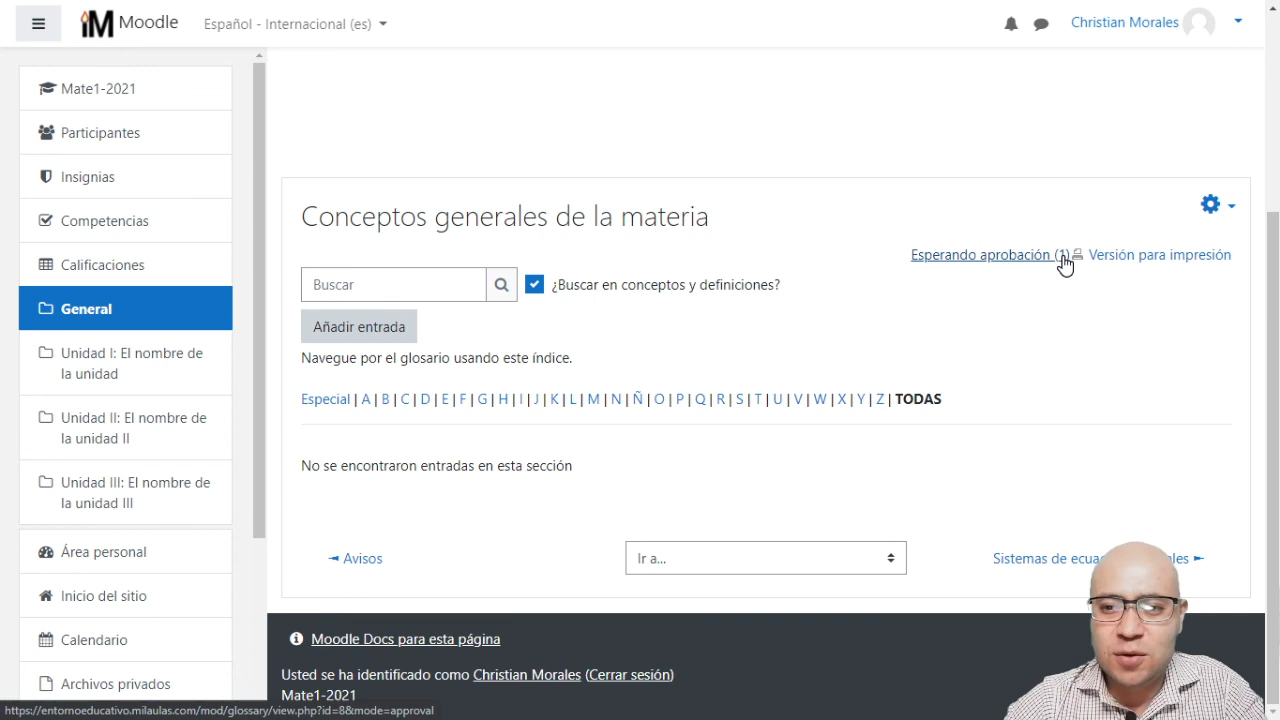 iM Moodle
Español - Internacional (es)
Christian Morales
Mate1-2021
Participantes
Insignias
Competencias
Calificaciones
General
Unidad I: El nombre de
la unidad
Unidad II: El nombre de
la unidad II
Unidad III: El nombre de
la unidad III
Área personal
Inicio del sitio
Calendario
Archivos privados
Conceptos generales de la materia
Esperando aprobación (1) Versión para impresión
Buscar ¿Buscar en conceptos y definiciones?
Añadir entrada
Navegue por el glosario usando este índice.
Especial | A | B | C | D | E | F | G | H | I | J | K | L | M | N | Ñ | O | P | Q | R | S | T | U | V | W | X | Y | Z | TODAS
No se encontraron entradas en esta sección
◄ Avisos
Ir a...
Sistemas de ►
Moodle Docs para esta página
Usted se ha identificado como Christian Morales (Cerrar sesión)
Mate1-2021
https://entornoeducativo.milaulas.com/mod/glossary/view.php?id=8&mode=approval